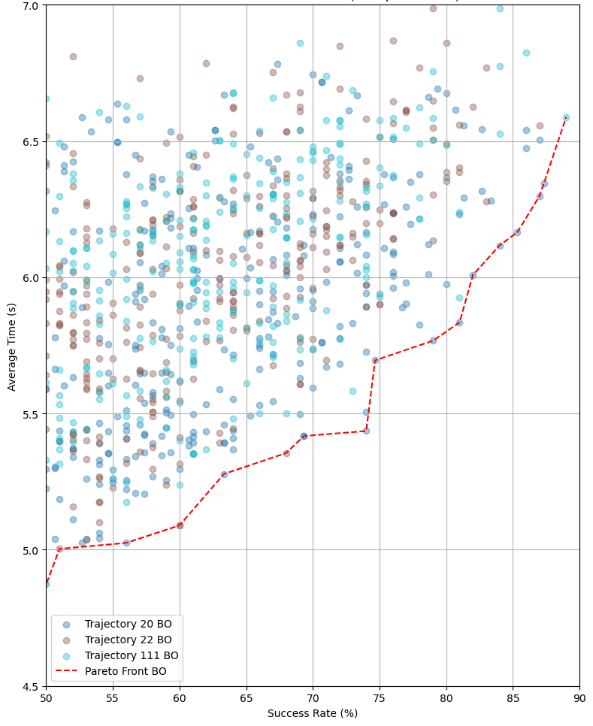 7.0
6.5
6.0
5.5
5.0
4.5
Average Time (s)
50 55 60 65 70 75 80 85 90
Success Rate (%)
Trajectory 20 BO
Trajectory 22 BO
Trajectory 111 BO
Pareto Front BO